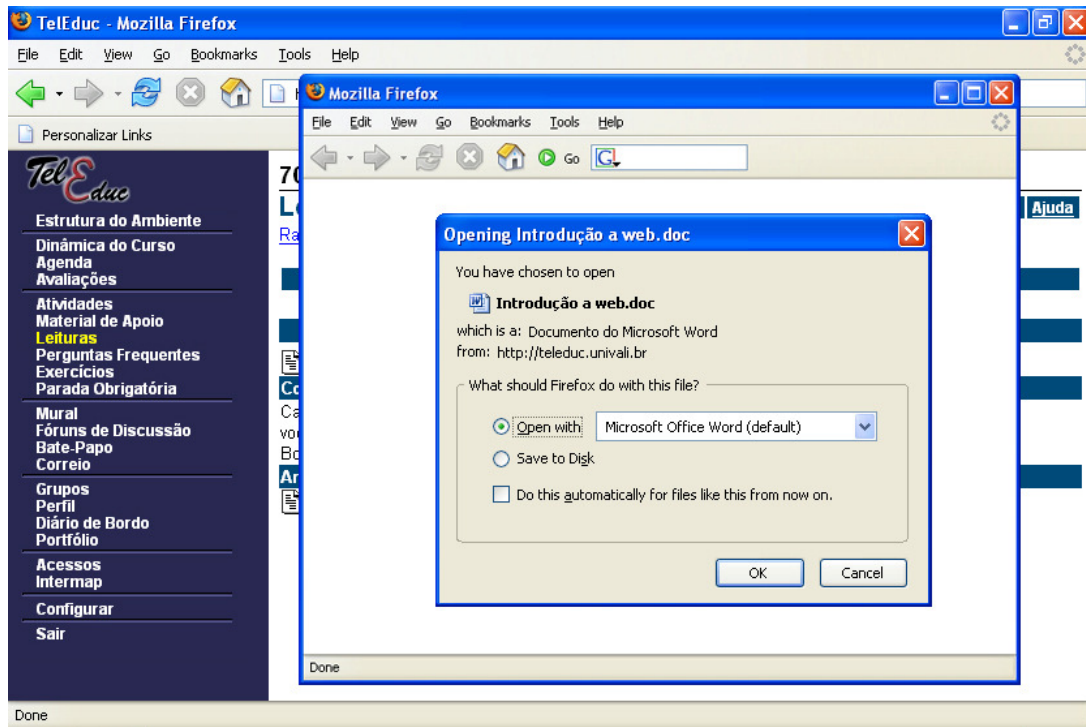 TelEduc - Mozilla Firefox
File Edit View Go Bookmarks Tools Help
Personalizar Links
TelEduc
Estrutura do Ambiente
Dinâmica do Curso
Agenda
Avaliações
Atividades
Material de Apoio
Leituras
Perguntas Frequentes
Exercícios
Parada Obrigatória
Mural
Fóruns de Discussão
Bate-Papo
Correio
Grupos
Perfil
Diário de Bordo
Portfólio
Acessos
Intermap
Configurar
Sair
Ajuda
Mozilla Firefox
File Edit View Go Bookmarks Tools Help
Go G
Opening Introdução a web.doc
You have chosen to open
Introdução a web.doc
which is a: Documento do Microsoft Word
from: http://teleduc.univali.br
What should Firefox do with this file?
Open with Microsoft Office Word (default)
Save to Disk
Do this automatically for files like this from now on.
OK Cancel
Done
Done